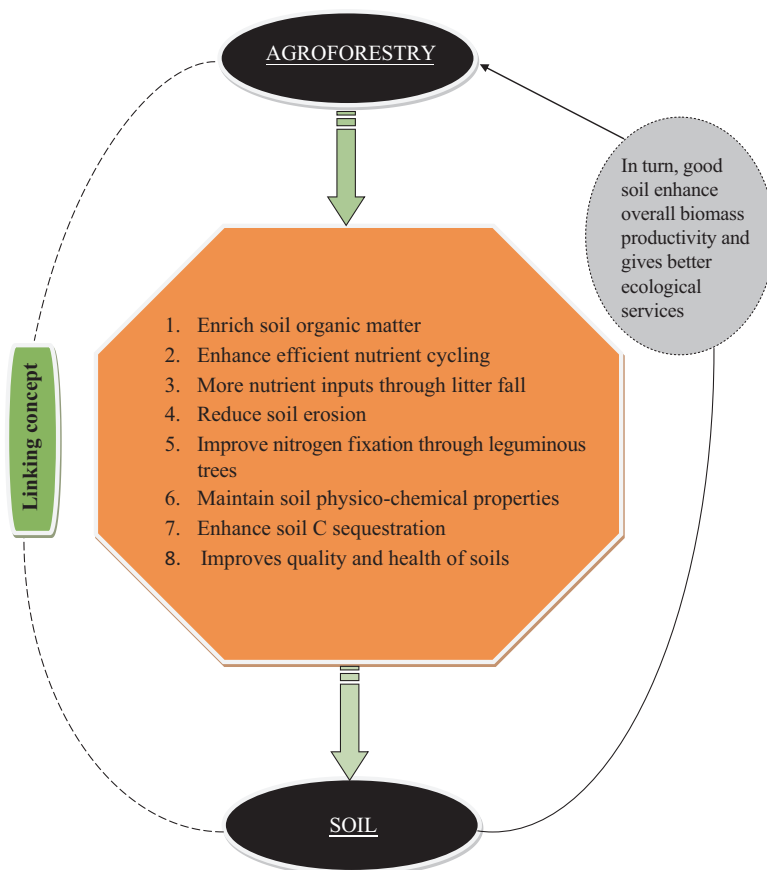 AGROFORESTRY
In turn, good
soil enhance
overall biomass
productivity and
gives better
ecological
services
Linking concept
1. Enrich soil organic matter
2. Enhance efficient nutrient cycling
3. More nutrient inputs through litter fall
4. Reduce soil erosion
5. Improve nitrogen fixation through leguminous
trees
6. Maintain soil physico-chemical properties
7. Enhance soil C sequestration
8. Improves quality and health of soils
SOIL